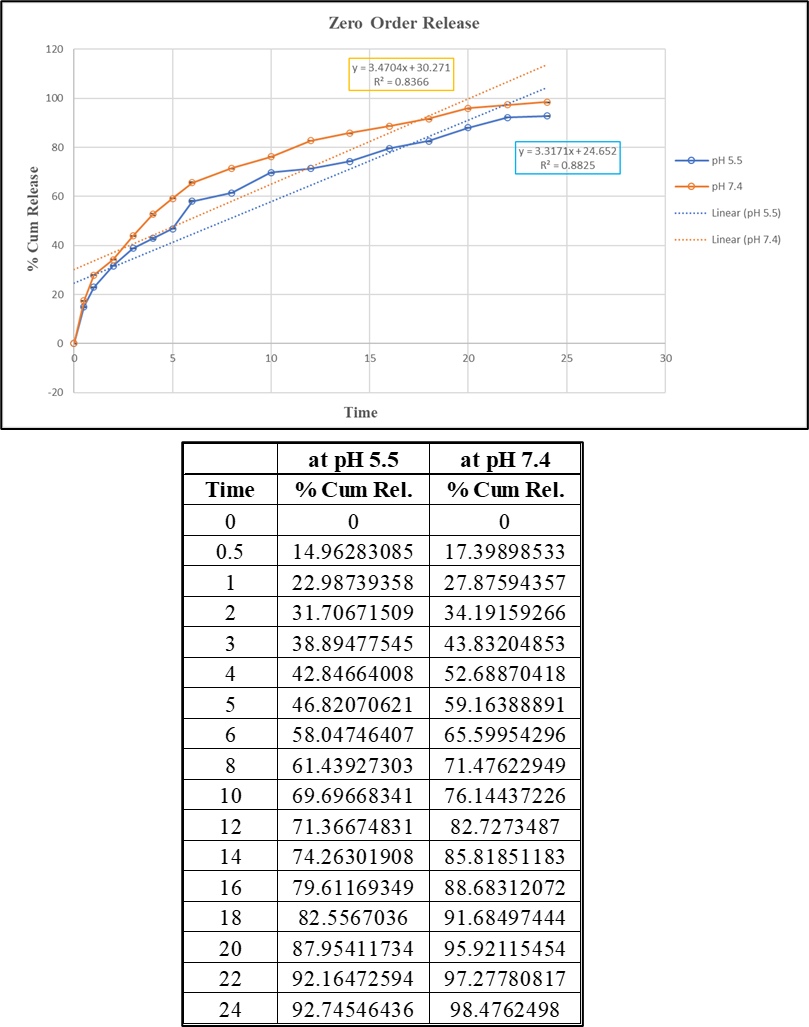 Zero Order Release
120
y = 3.4704x + 30.271
R² = 0.8366
100
80
y = 3.3171x + 24.652
R² = 0.8825
60
40
20
0
-20
% Cum Release
0 5 10 15 20 25 30
Time
pH 5.5
pH 7.4
Linear (pH 5.5)
Linear (pH 7.4)
at pH 5.5 at pH 7.4
Time % Cum Rel. % Cum Rel.
0 0 0
0.5 14.96283085 17.39898533
1 22.98739358 27.87594357
2 31.70671509 34.19159266
3 38.89477545 43.83204853
4 42.84664008 52.68870418
5 46.82070621 59.16388891
6 58.04746407 65.59954296
8 61.43927303 71.47622949
10 69.69668341 76.14437226
12 71.36674831 82.7273487
14 74.26301908 85.81851183
16 79.61169349 88.68312072
18 82.5567036 91.68497444
20 87.95411734 95.92115454
22 92.16472594 97.27780817
24 92.74546436 98.4762498